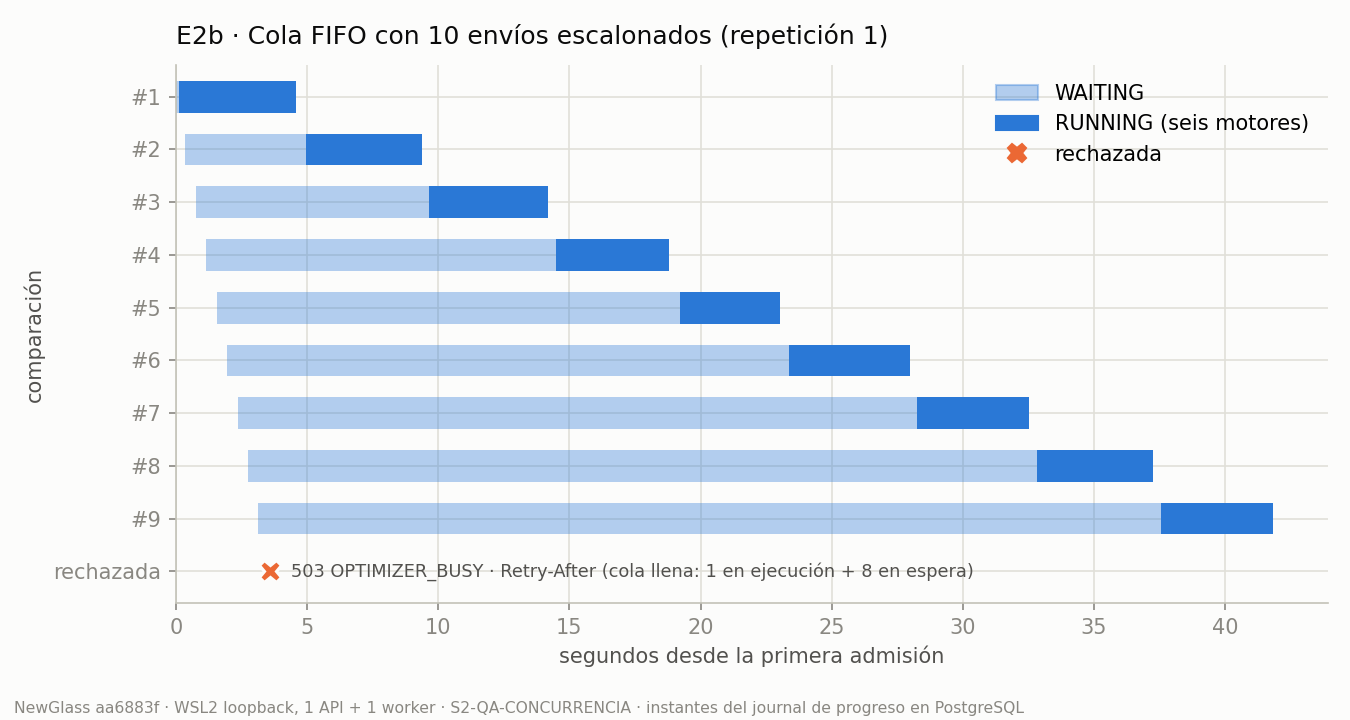 E2b · Cola FIFO con 10 envíos escalonados (repetición 1)
WAITING
RUNNING (seis motores)
rechazada
comparación
#1
#2
#3
#4
#5
#6
#7
#8
#9
rechazada
503 OPTIMIZER_BUSY · Retry-After (cola llena: 1 en ejecución + 8 en espera)
0 5 10 15 20 25 30 35 40
segundos desde la primera admisión
NewGlass aa6883f · WSL2 loopback, 1 API + 1 worker · S2-QA-CONCURRENCIA · instantes del journal de progreso en PostgreSQL